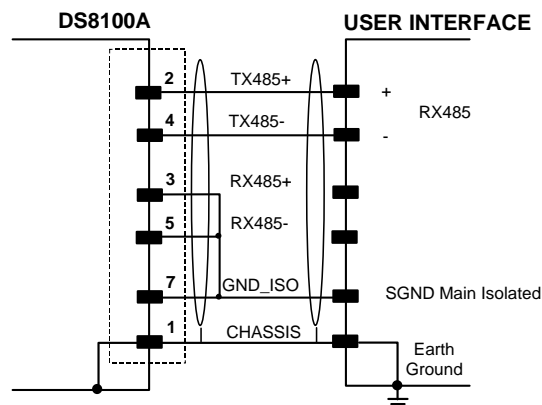 DS8100A
USER INTERFACE
2
TX485+
+
RX485
4
TX485-
-
3
RX485+
5
RX485-
7
GND_ISO
SGND Main Isolated
1
CHASSIS
Earth
Ground